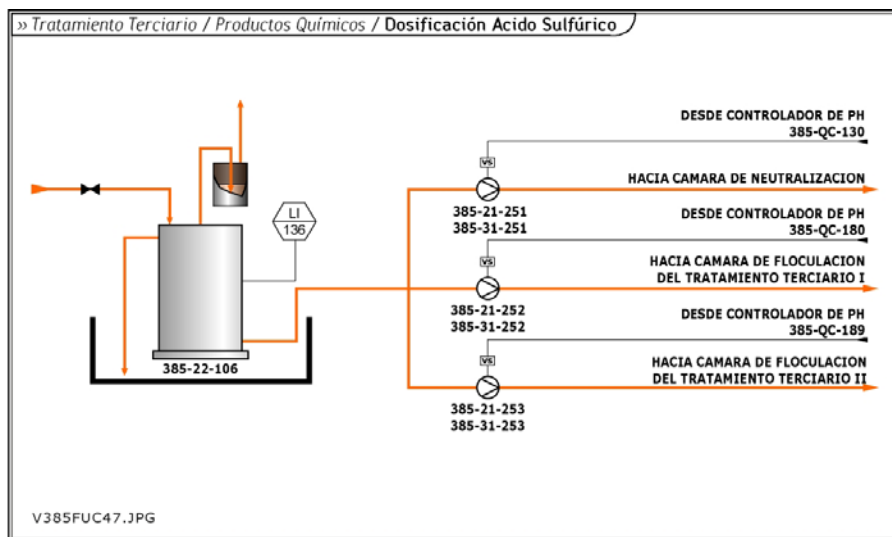 » Tratamiento Terciario / Productos Químicos / Dosificación Acido Sulfúrico
DESDE CONTROLADOR DE PH
385-QC-130
VS
HACIA CAMARA DE NEUTRALIZACION
385-21-251
385-31-251
LI
136
DESDE CONTROLADOR DE PH
385-QC-180
VS
HACIA CAMARA DE FLOCULACION
DEL TRATAMIENTO TERCIARIO I
385-21-252
385-31-252
DESDE CONTROLADOR DE PH
385-QC-189
VS
HACIA CAMARA DE FLOCULACION
DEL TRATAMIENTO TERCIARIO II
385-22-106
385-21-253
385-31-253
V385FUC47.JPG